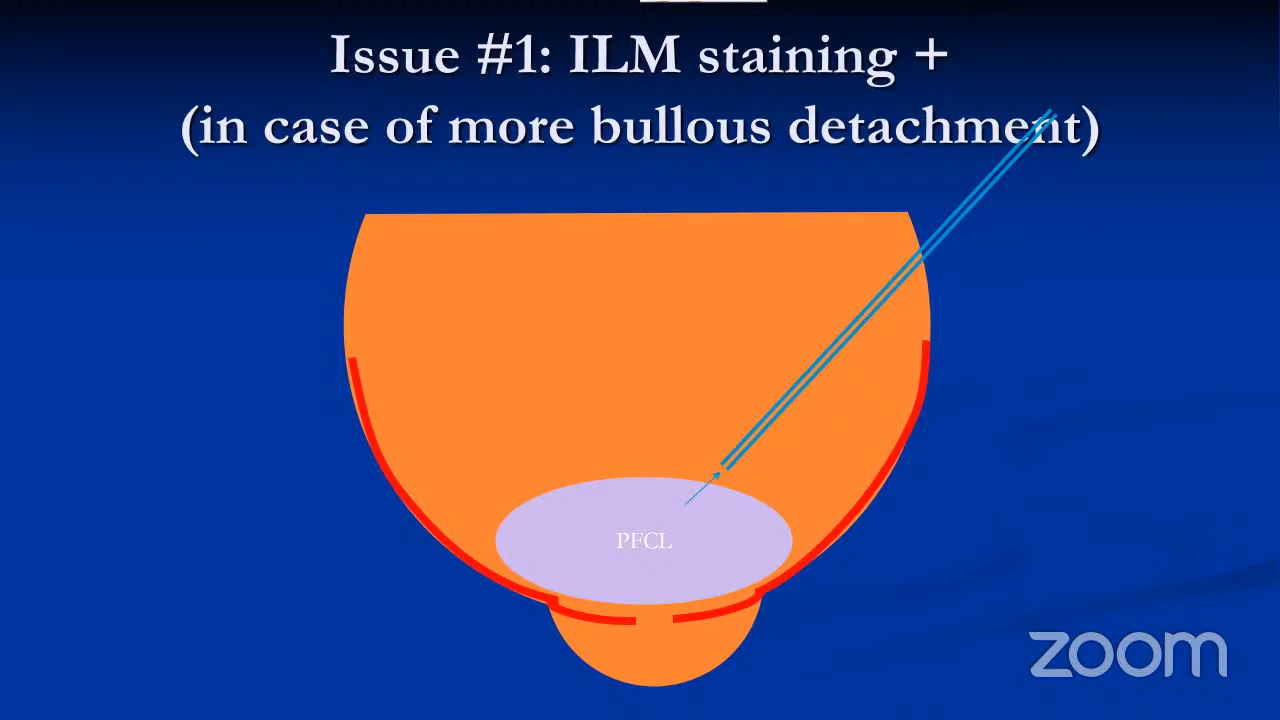 Issue #1: ILM staining +
(in case of more bullous detachment)
PFCL
zoom